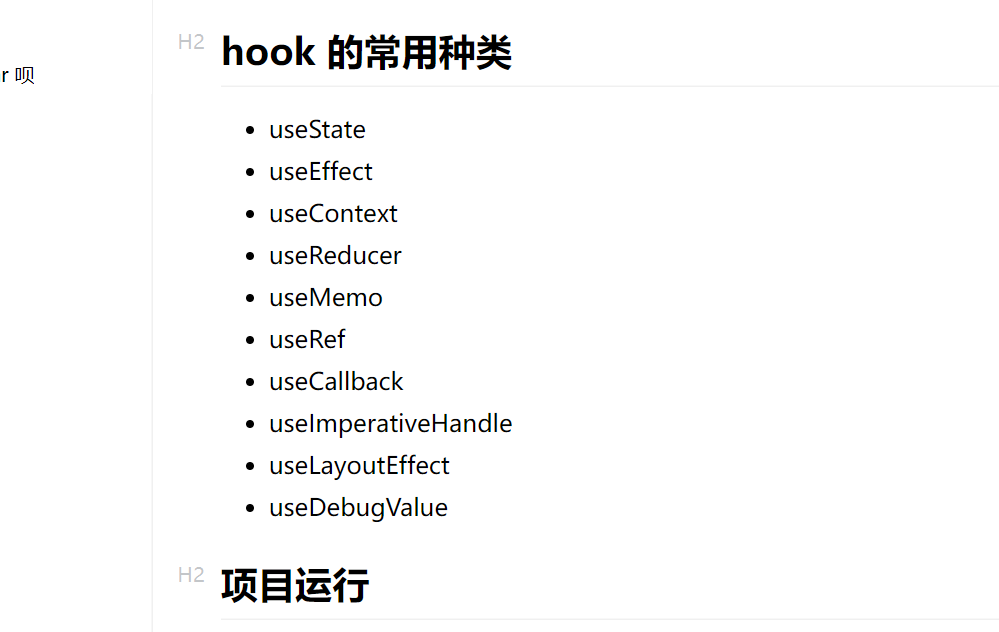 r 呗
H2 hook 的常用种类
• useState
• useEffect
• useContext
• useReducer
• useMemo
• useRef
• useCallback
• useImperativeHandle
• useLayoutEffect
• useDebugValue
H2 项目运行